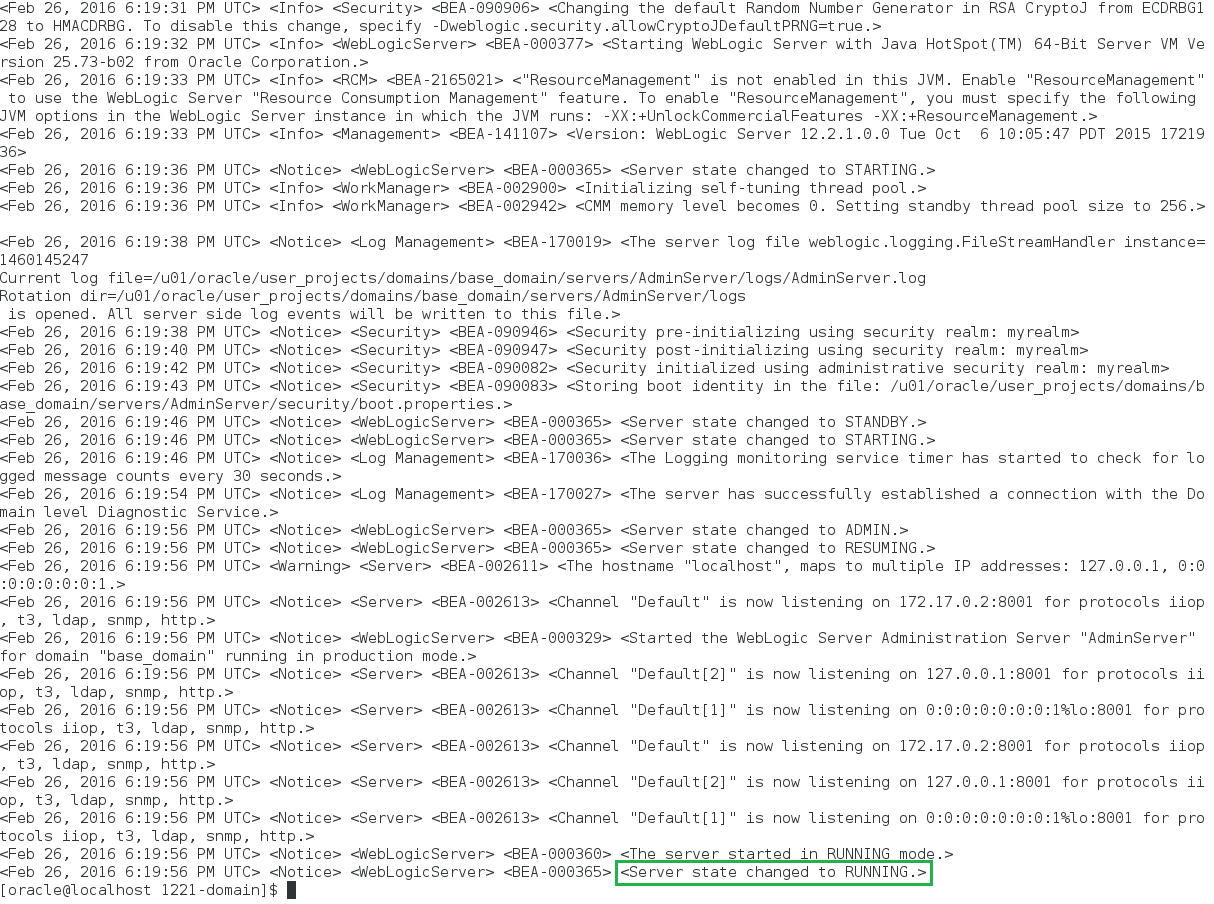 <Feb 26, 2016 6:19:31 PM UTC> <Info> <Security> <BEA-090906> <Changing the default Random Number Generator in RSA CryptoJ from ECDRBG1
28 to HMACDRBG. To disable this change, specify -Dweblogic.security.allowCryptoJDefaultPRNG=true.>
<Feb 26, 2016 6:19:32 PM UTC> <Info> <WebLogicServer> <BEA-000377> <Starting WebLogic Server with Java HotSpot(TM) 64-Bit Server VM Ve
rsion 25.73-b02 from Oracle Corporation.>
<Feb 26, 2016 6:19:33 PM UTC> <Info> <RCM> <BEA-2165021> <"ResourceManagement" is not enabled in this JVM. Enable "ResourceManagement"
 to use the WebLogic Server "Resource Consumption Management" feature. To enable "ResourceManagement", you must specify the following
JVM options in the WebLogic Server instance in which the JVM runs: -XX:+UnlockCommercialFeatures -XX:+ResourceManagement.>
<Feb 26, 2016 6:19:33 PM UTC> <Info> <Management> <BEA-141107> <Version: WebLogic Server 12.2.1.0.0 Tue Oct  6 10:05:47 PDT 2015 17219
36>
<Feb 26, 2016 6:19:36 PM UTC> <Notice> <WebLogicServer> <BEA-000365> <Server state changed to STARTING.>
<Feb 26, 2016 6:19:36 PM UTC> <Info> <WorkManager> <BEA-002900> <Initializing self-tuning thread pool.>
<Feb 26, 2016 6:19:36 PM UTC> <Info> <WorkManager> <BEA-002942> <CMM memory level becomes 0. Setting standby thread pool size to 256.>
<Feb 26, 2016 6:19:38 PM UTC> <Notice> <Log Management> <BEA-170019> <The server log file weblogic.logging.FileStreamHandler instance=
1460145247
Current log file=/u01/oracle/user_projects/domains/base_domain/servers/AdminServer/logs/AdminServer.log
Rotation dir=/u01/oracle/user_projects/domains/base_domain/servers/AdminServer/logs
 is opened. All server side log events will be written to this file.>
<Feb 26, 2016 6:19:38 PM UTC> <Notice> <Security> <BEA-090946> <Security pre-initializing using security realm: myrealm>
<Feb 26, 2016 6:19:40 PM UTC> <Notice> <Security> <BEA-090947> <Security post-initializing using security realm: myrealm>
<Feb 26, 2016 6:19:42 PM UTC> <Notice> <Security> <BEA-090082> <Security initialized using administrative security realm: myrealm>
<Feb 26, 2016 6:19:43 PM UTC> <Notice> <Security> <BEA-090083> <Storing boot identity in the file: /u01/oracle/user_projects/domains/b
ase_domain/servers/AdminServer/security/boot.properties.>
<Feb 26, 2016 6:19:46 PM UTC> <Notice> <WebLogicServer> <BEA-000365> <Server state changed to STANDBY.>
<Feb 26, 2016 6:19:46 PM UTC> <Notice> <WebLogicServer> <BEA-000365> <Server state changed to STARTING.>
<Feb 26, 2016 6:19:46 PM UTC> <Notice> <Log Management> <BEA-170036> <The Logging monitoring service timer has started to check for lo
gged message counts every 30 seconds.>
<Feb 26, 2016 6:19:54 PM UTC> <Notice> <Log Management> <BEA-170027> <The server has successfully established a connection with the Do
main level Diagnostic Service.>
<Feb 26, 2016 6:19:56 PM UTC> <Notice> <WebLogicServer> <BEA-000365> <Server state changed to ADMIN.>
<Feb 26, 2016 6:19:56 PM UTC> <Notice> <WebLogicServer> <BEA-000365> <Server state changed to RESUMING.>
<Feb 26, 2016 6:19:56 PM UTC> <Warning> <Server> <BEA-002611> <The hostname "localhost", maps to multiple IP addresses: 127.0.0.1, 0:0
:0:0:0:0:0:1.>
<Feb 26, 2016 6:19:56 PM UTC> <Notice> <Server> <BEA-002613> <Channel "Default" is now listening on 172.17.0.2:8001 for protocols iiop
, t3, ldap, snmp, http.>
<Feb 26, 2016 6:19:56 PM UTC> <Notice> <WebLogicServer> <BEA-000329> <Started the WebLogic Server Administration Server "AdminServer"
for domain "base_domain" running in production mode.>
<Feb 26, 2016 6:19:56 PM UTC> <Notice> <Server> <BEA-002613> <Channel "Default[2]" is now listening on 127.0.0.1:8001 for protocols ii
op, t3, ldap, snmp, http.>
<Feb 26, 2016 6:19:56 PM UTC> <Notice> <Server> <BEA-002613> <Channel "Default[1]" is now listening on 0:0:0:0:0:0:0:1%lo:8001 for pro
tocols iiop, t3, ldap, snmp, http.>
<Feb 26, 2016 6:19:56 PM UTC> <Notice> <Server> <BEA-002613> <Channel "Default" is now listening on 172.17.0.2:8001 for protocols iiop
, t3, ldap, snmp, http.>
<Feb 26, 2016 6:19:56 PM UTC> <Notice> <Server> <BEA-002613> <Channel "Default[2]" is now listening on 127.0.0.1:8001 for protocols ii
op, t3, ldap, snmp, http.>
<Feb 26, 2016 6:19:56 PM UTC> <Notice> <Server> <BEA-002613> <Channel "Default[1]" is now listening on 0:0:0:0:0:0:0:1%lo:8001 for pro
tocols iiop, t3, ldap, snmp, http.>
<Feb 26, 2016 6:19:56 PM UTC> <Notice> <WebLogicServer> <BEA-000360> <The server started in RUNNING mode.>
<Feb 26, 2016 6:19:56 PM UTC> <Notice> <WebLogicServer> <BEA-000365> <Server state changed to RUNNING.>
[oracle@localhost 1221-domain]$